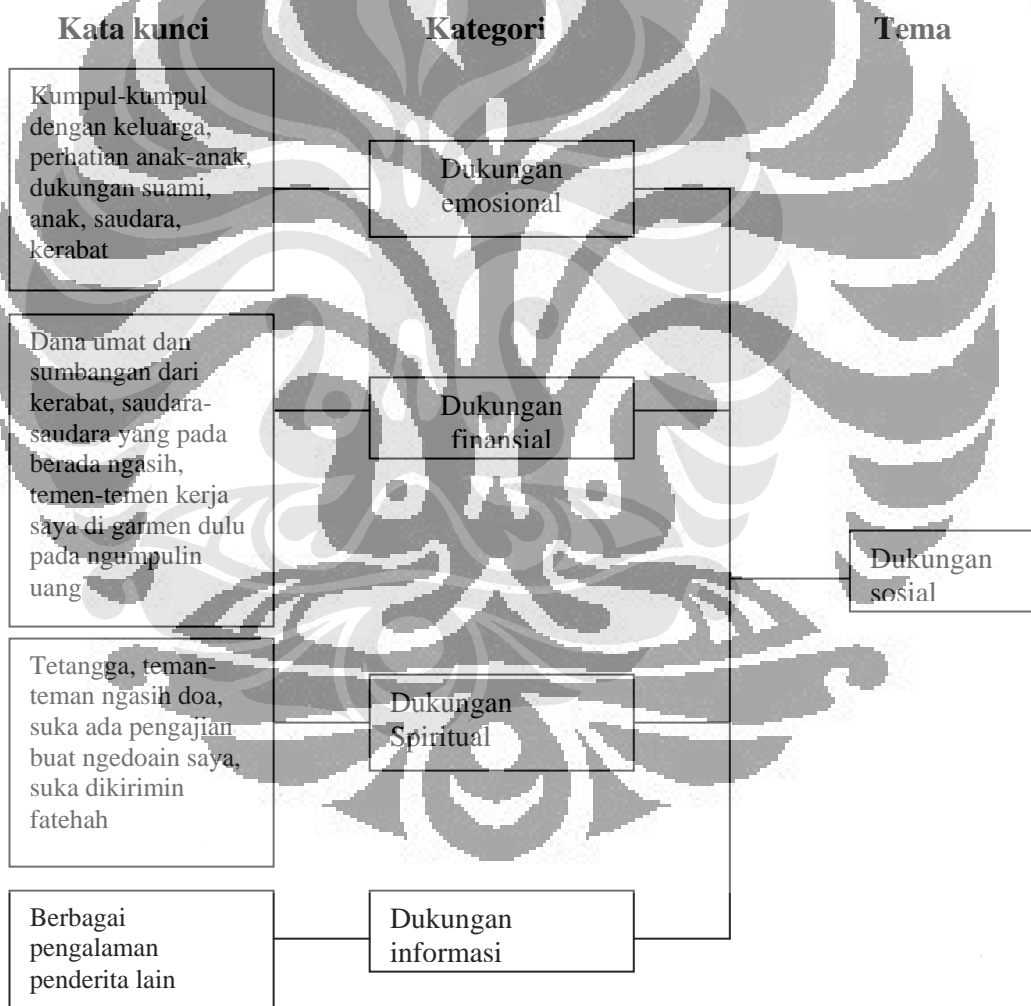 Kata kunci
Kategori
Tema
Kumpul-kumpul
dengan keluarga,
perhatian anak-anak,
dukungan suami,
anak, saudara,
kerabat
Dukungan
emosional
Dana umat dan
sumbangan dari
kerabat, saudara-
saudara yang pada
berada ngasih,
temen-temen kerja
saya di garmen dulu
pada ngumpulin
uang
Dukungan
finansial
Dukungan
sosial
Tetangga, teman-
teman ngasih doa,
suka ada pengajian
buat ngedoain saya,
suka dikirimin
fatehah
Dukungan
Spiritual
Berbagai
pengalaman
penderita lain
Dukungan
informasi